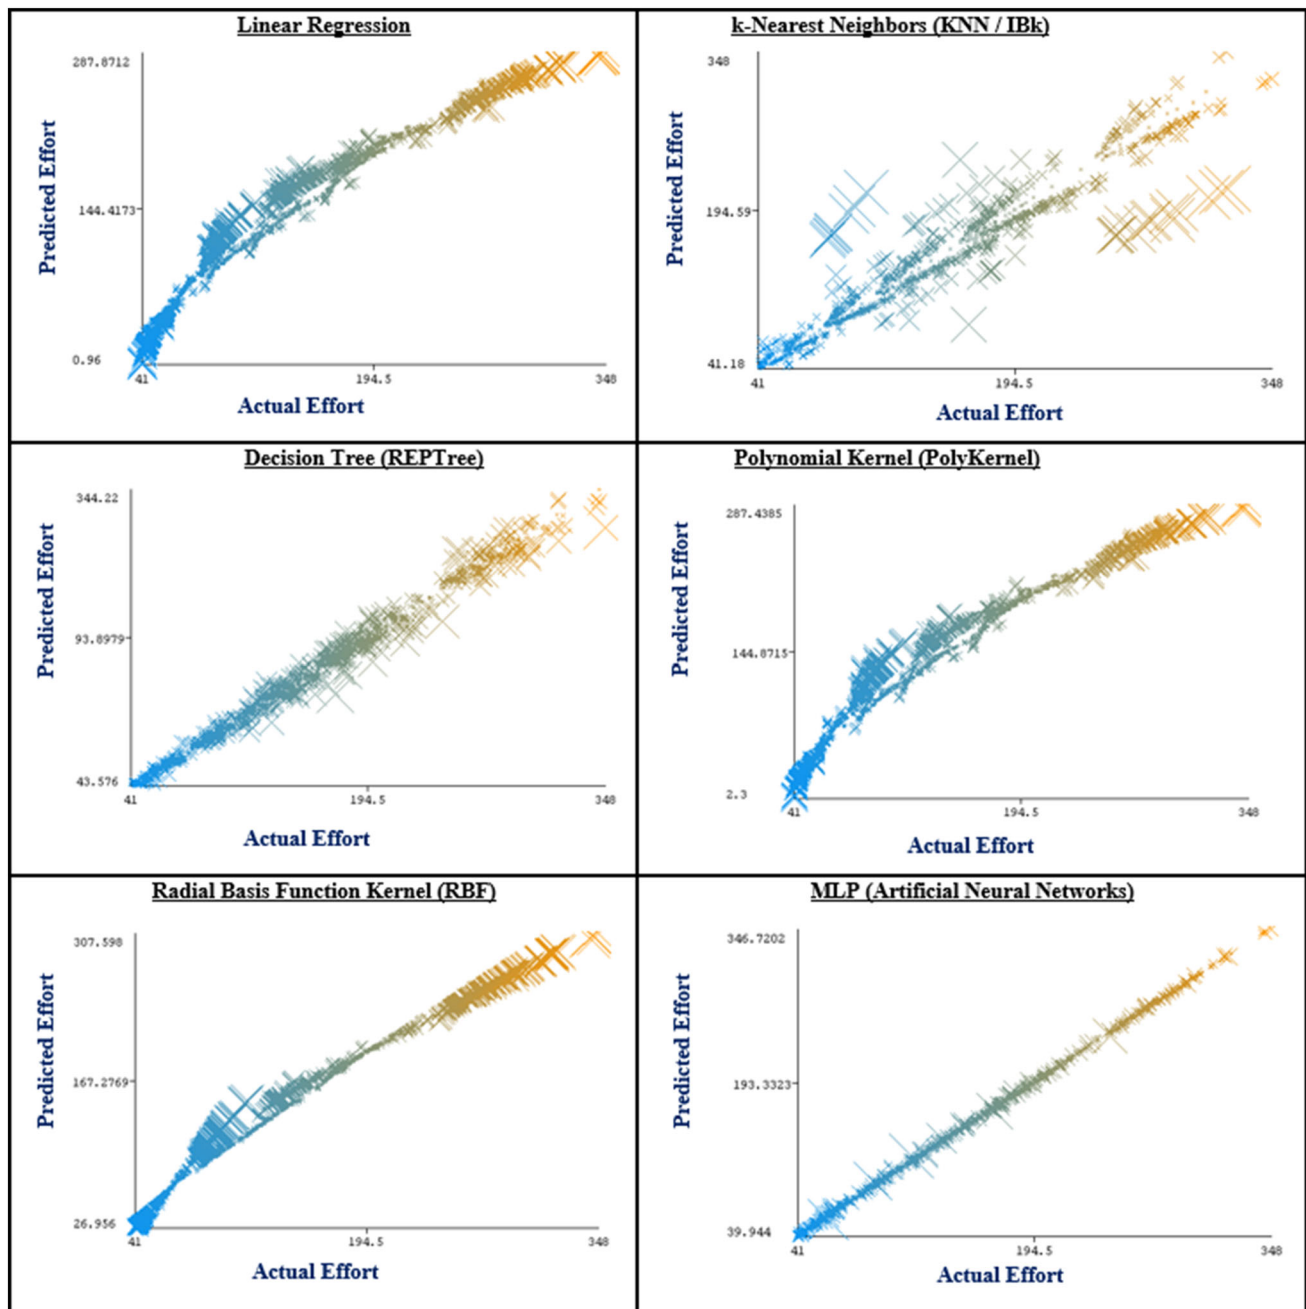 Linear Regression
287.8712
144.4173
0.96
41
194.5
348
Predicted Effort
Actual Effort
k-Nearest Neighbors (KNN / IBk)
348
194.59
41.18
41
194.5
348
Predicted Effort
Actual Effort
Decision Tree (REPTree)
344.22
93.8979
43.576
41
194.5
348
Predicted Effort
Actual Effort
Polynomial Kernel (PolyKernel)
287.4385
144.8715
2.3
41
194.5
348
Predicted Effort
Actual Effort
Radial Basis Function Kernel (RBF)
307.598
167.2769
26.956
41
194.5
348
Predicted Effort
Actual Effort
MLP (Artificial Neural Networks)
346.7202
193.3323
39.944
41
194.5
348
Predicted Effort
Actual Effort